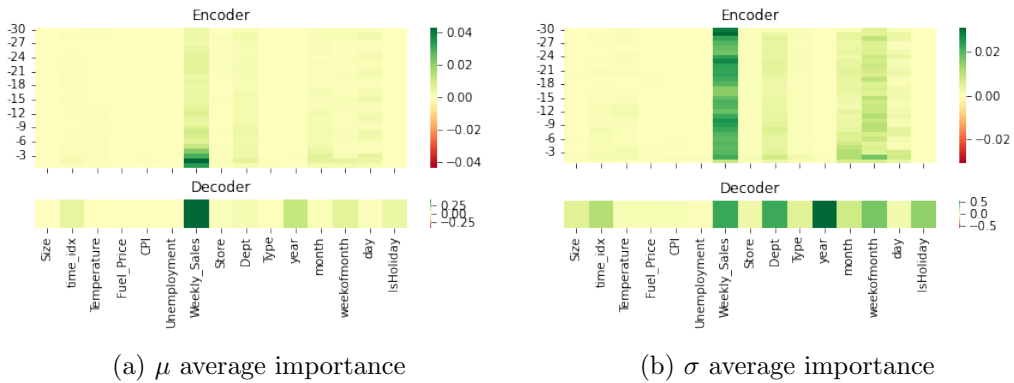 Encoder
-30
-27
-24
-21
-18
-15
-12
-9
-6
-3
0.04
0.02
0.00
−0.02
−0.04
Decoder
0.25
0.00
−0.25
Size
time_idx
Temperature
Fuel_Price
CPI
Unemployment
Weekly_Sales
Store
Dept
Type
year
month
weekofmonth
day
IsHoliday
(a) μ average importance
Encoder
-30
-27
-24
-21
-18
-15
-12
-9
-6
-3
0.02
0.00
−0.02
Decoder
0.5
0.0
−0.5
Size
time_idx
Temperature
Fuel_Price
CPI
Unemployment
Weekly_Sales
Store
Dept
Type
year
month
weekofmonth
day
IsHoliday
(b) σ average importance